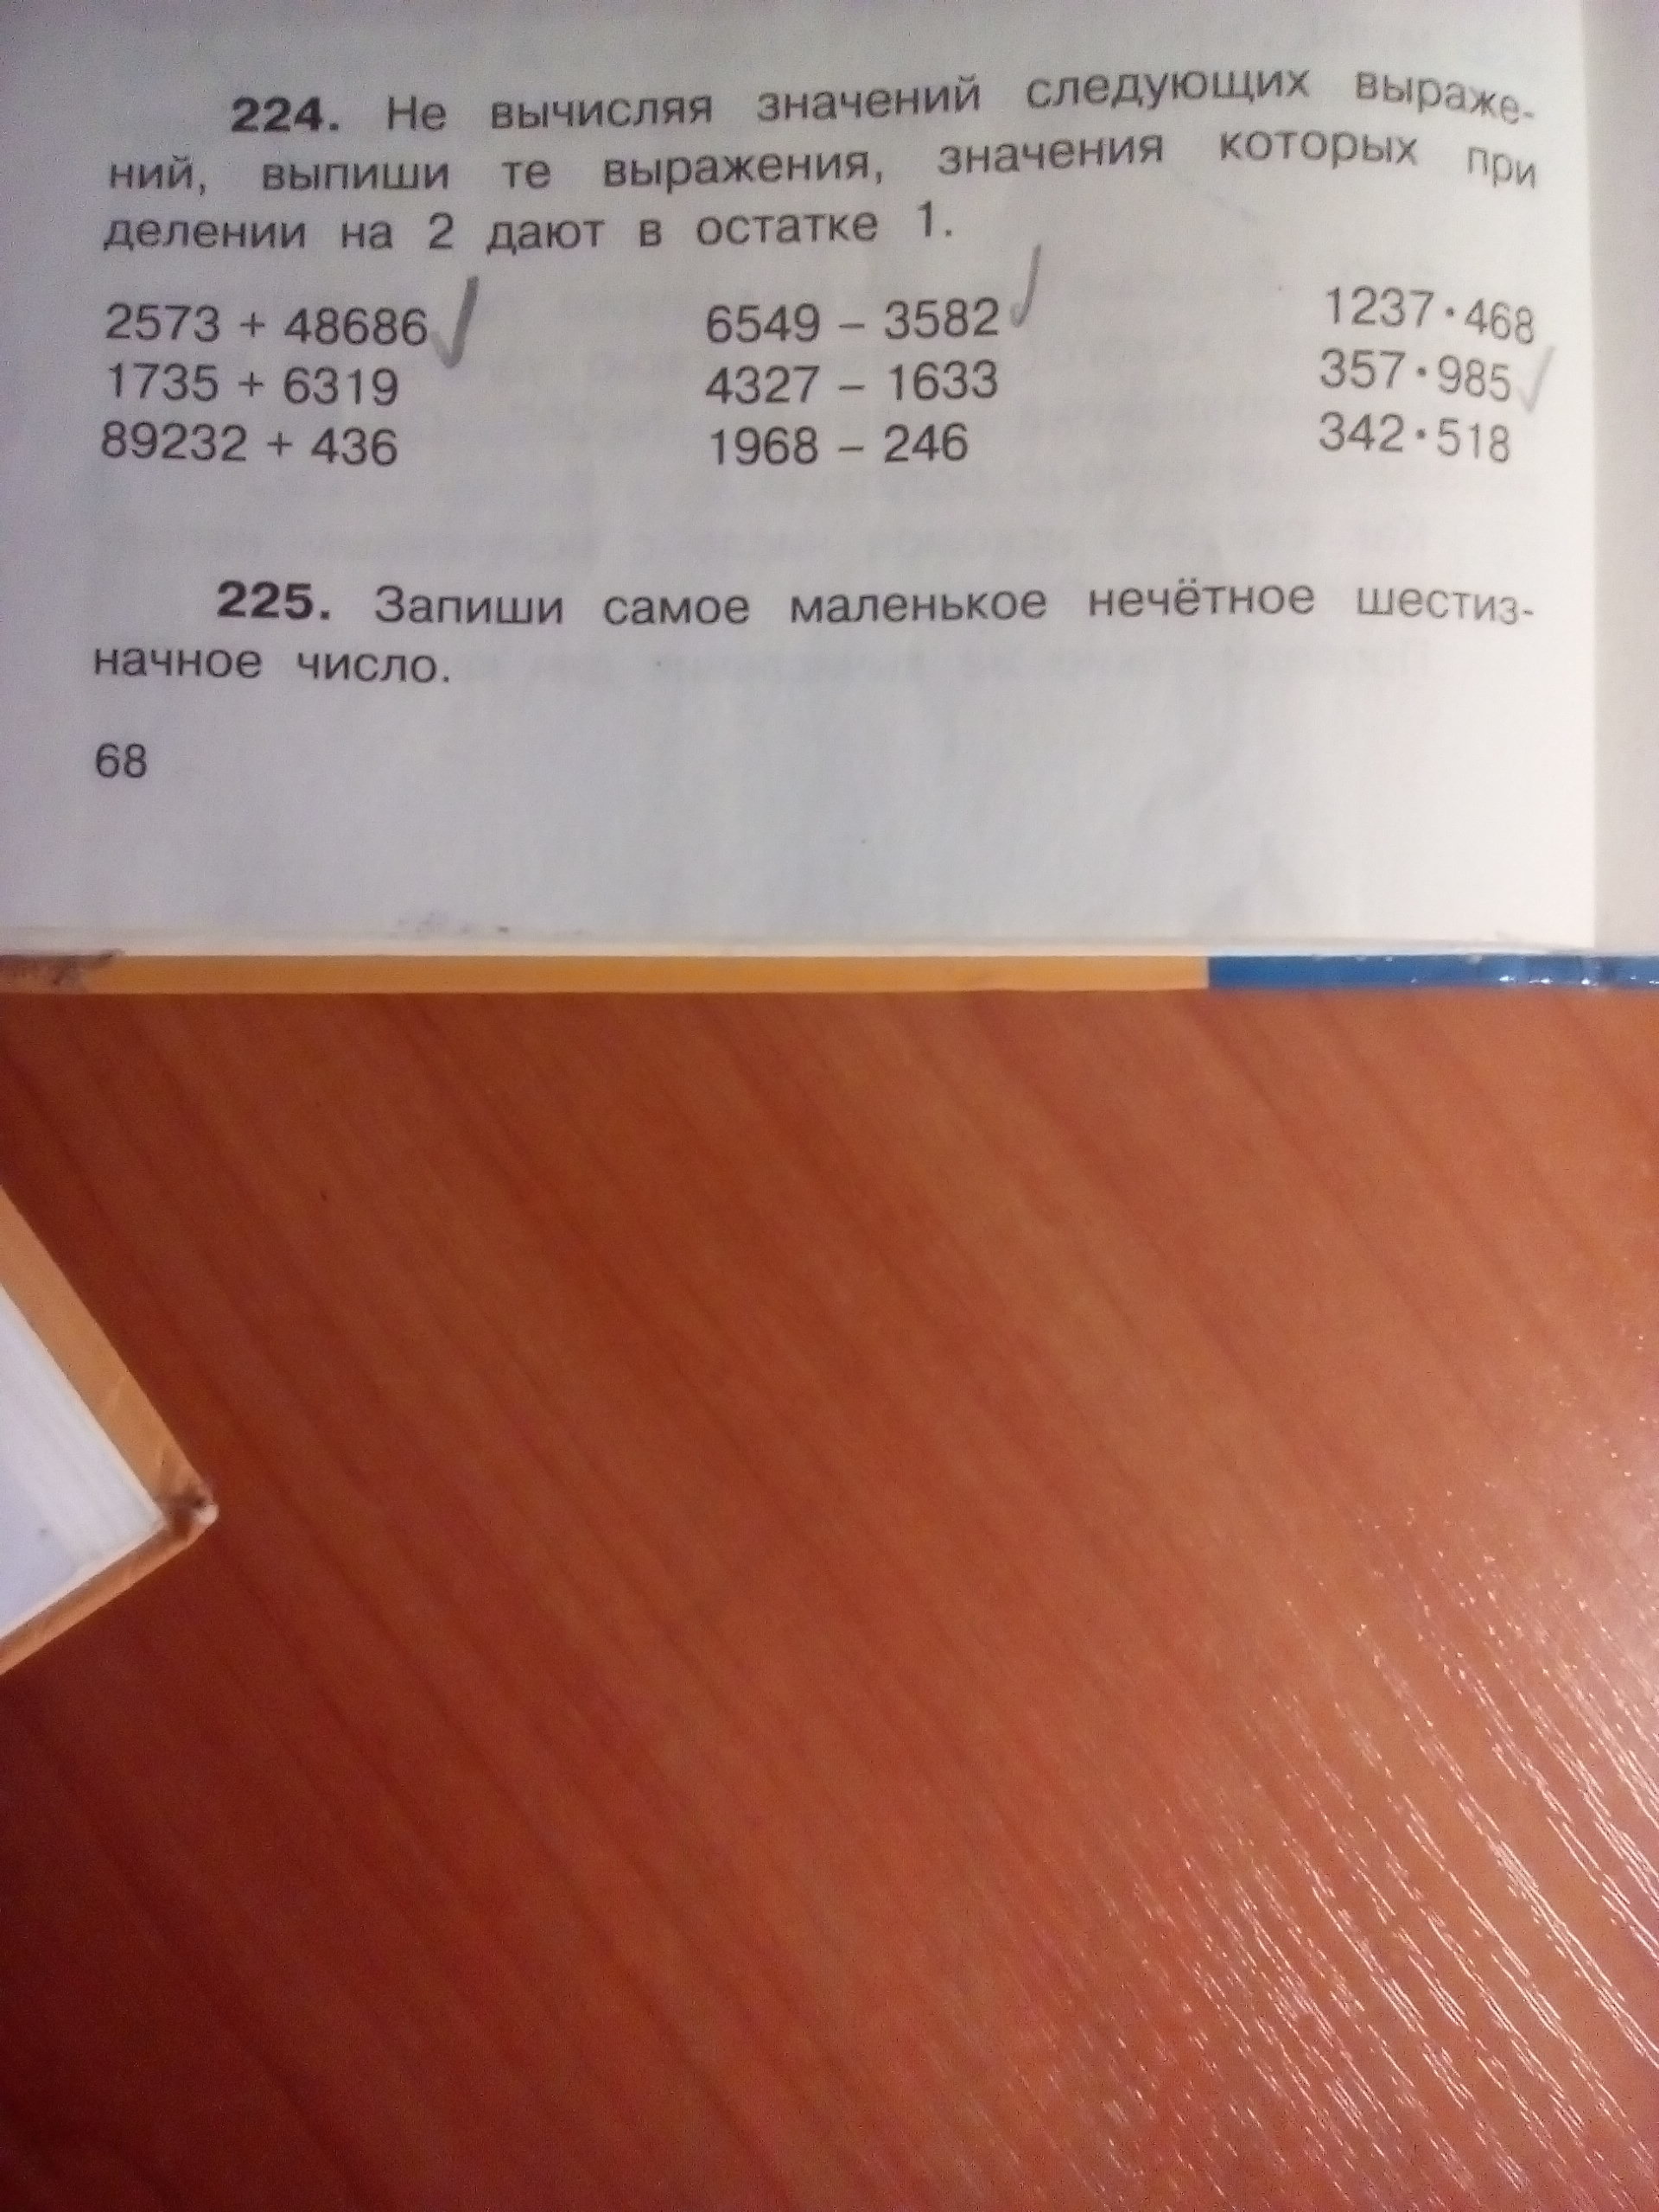 224. Не вычисляя значений следующих выраже-
ний, выпиши те выражения, значения которых при
делении на 2 дают в остатке 1.
2573 + 48686 6549 – 3582 1237 · 468
1735 + 6319 4327 – 1633 357 · 985
89232 + 436 1968 – 246 342 · 518
225. Запиши самое маленькое нечётное шестиз-
начное число.
68